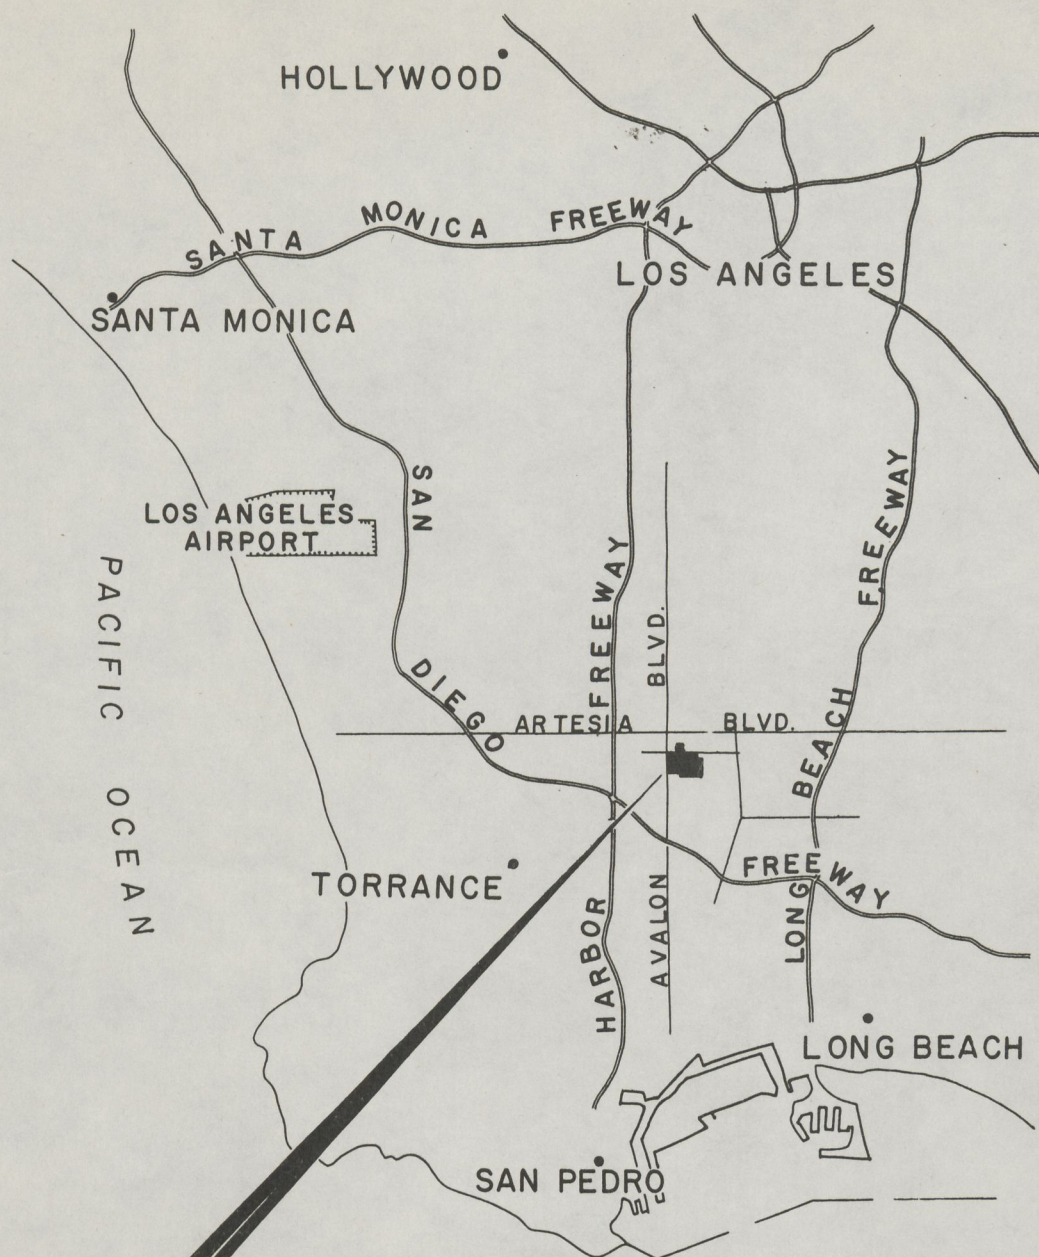 HOLLYWOOD
SANTA MONICA FREEWAY
LOS ANGELES
SANTA MONICA
SAN DIEGO FREEWAY
LOS ANGELES
AIRPORT
PACIFIC OCEAN
HARBOR FREEWAY
AVALON BLVD.
LONG BEACH FREEWAY
ARTESIA BLVD.
TORRANCE
LONG BEACH
SAN PEDRO